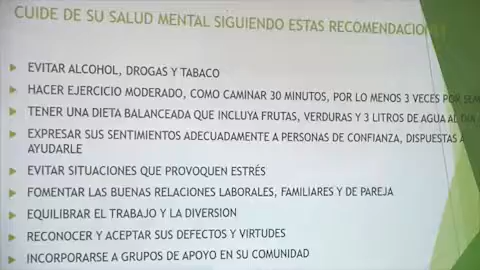 CUIDE DE SU SALUD MENTAL SIGUIENDO ESTAS RECOMENDACIONES
EVITAR ALCOHOL, DROGAS Y TABACO
HACER EJERCICIO MODERADO, COMO CAMINAR 30 MINUTOS, POR LO MENOS 3 VECES POR
TENER UNA DIETA BALANCEADA QUE INCLUYA FRUTAS, VERDURAS Y 3 LITROS DE AGUA AL DIA
EXPRESAR SUS SENTIMIENTOS ADECUADAMENTE A PERSONAS DE CONFIANZA, DISPUESTAS A
AYUDARLE
EVITAR SITUACIONES QUE PROVOQUEN ESTRÉS
FOMENTAR LAS BUENAS RELACIONES LABORALES, FAMILIARES Y DE PAREJA
EQUILIBRAR EL TRABAJO Y LA DIVERSION
RECONOCER Y ACEPTAR SUS DEFECTOS Y VIRTUDES
INCORPORARSE A GRUPOS DE APOYO EN SU COMUNIDAD